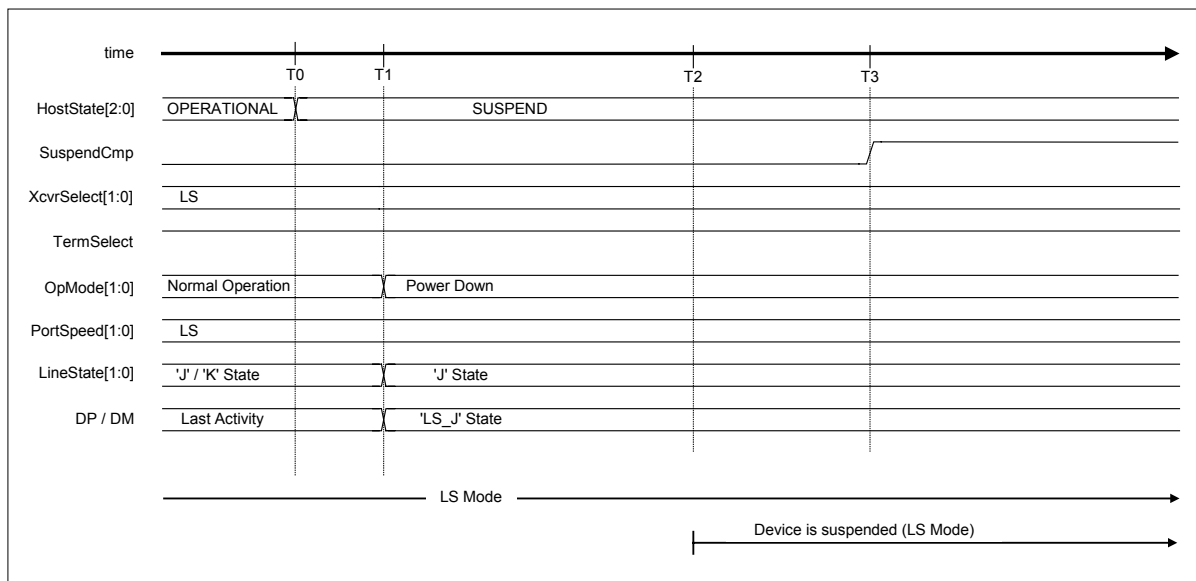 time
T0 T1 T2 T3
HostState[2:0] OPERATIONAL SUSPEND
SuspendCmp
XcvrSelect[1:0] LS
TermSelect
OpMode[1:0] Normal Operation Power Down
PortSpeed[1:0] LS
LineState[1:0] 'J' / 'K' State 'J' State
DP / DM Last Activity 'LS_J' State
LS Mode
Device is suspended (LS Mode)